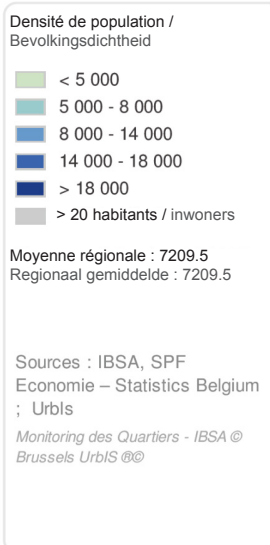 Densité de population /
Bevolkingsdichtheid
< 5 000
5 000 - 8 000
8 000 - 14 000
14 000 - 18 000
> 18 000
> 20 habitants / inwoners
Moyenne régionale : 7209.5
Regionaal gemiddelde : 7209.5
Sources : IBSA, SPF
Economie – Statistics Belgium
; UrbIs
Monitoring des Quartiers - IBSA ©
Brussels UrbIS ®©